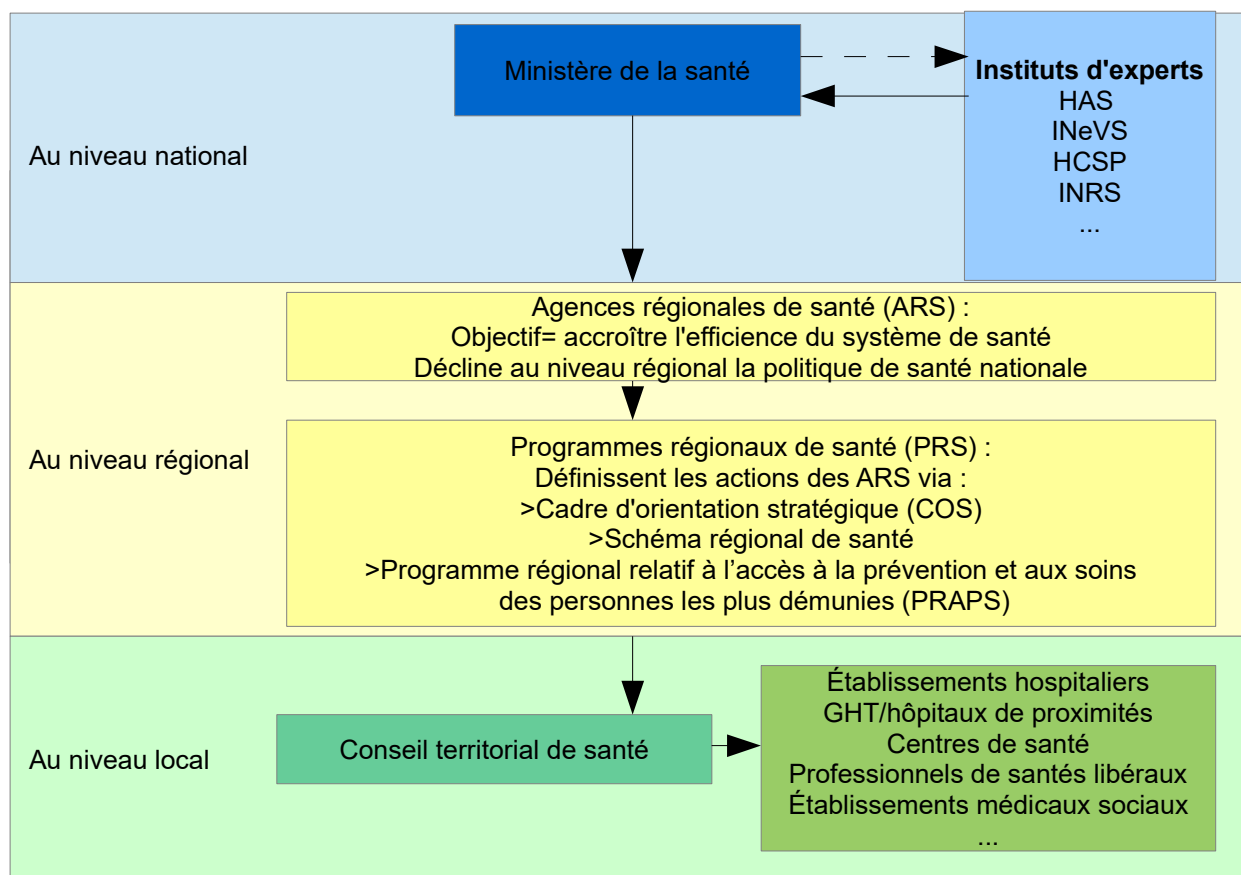 Ministère de la santé
Instituts d'experts
HAS
INeVS
HCSP
INRS
...
Au niveau national
Agences régionales de santé (ARS) :
Objectif= accroître l'efficience du système de santé
Décline au niveau régional la politique de santé nationale
Au niveau régional
Programmes régionaux de santé (PRS) :
Définissent les actions des ARS via :
>Cadre d'orientation stratégique (COS)
>Schéma régional de santé
>Programme régional relatif à l’accès à la prévention et aux soins
des personnes les plus démunies (PRAPS)
Au niveau local
Conseil territorial de santé
Établissements hospitaliers
GHT/hôpitaux de proximités
Centres de santé
Professionnels de santés libéraux
Établissements médicaux sociaux
...